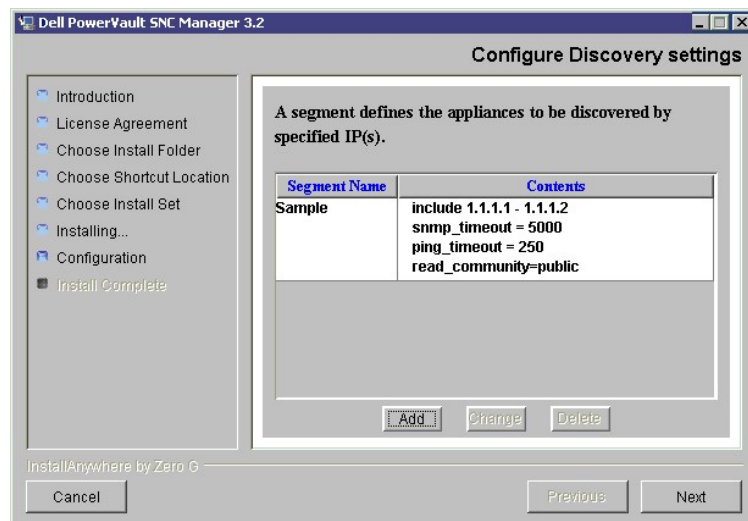 Dell PowerVault SNC Manager 3.2
Configure Discovery settings
Introduction
License Agreement
Choose Install Folder
Choose Shortcut Location
Choose Install Set
Installing...
Configuration
Install Complete
A segment defines the appliances to be discovered by
specified IP(s).
Segment Name Contents
Sample include 1.1.1.1 - 1.1.1.2
snmp_timeout = 5000
ping_timeout = 250
read_community=public
Add Change Delete
InstallAnywhere by Zero G
Cancel Previous Next